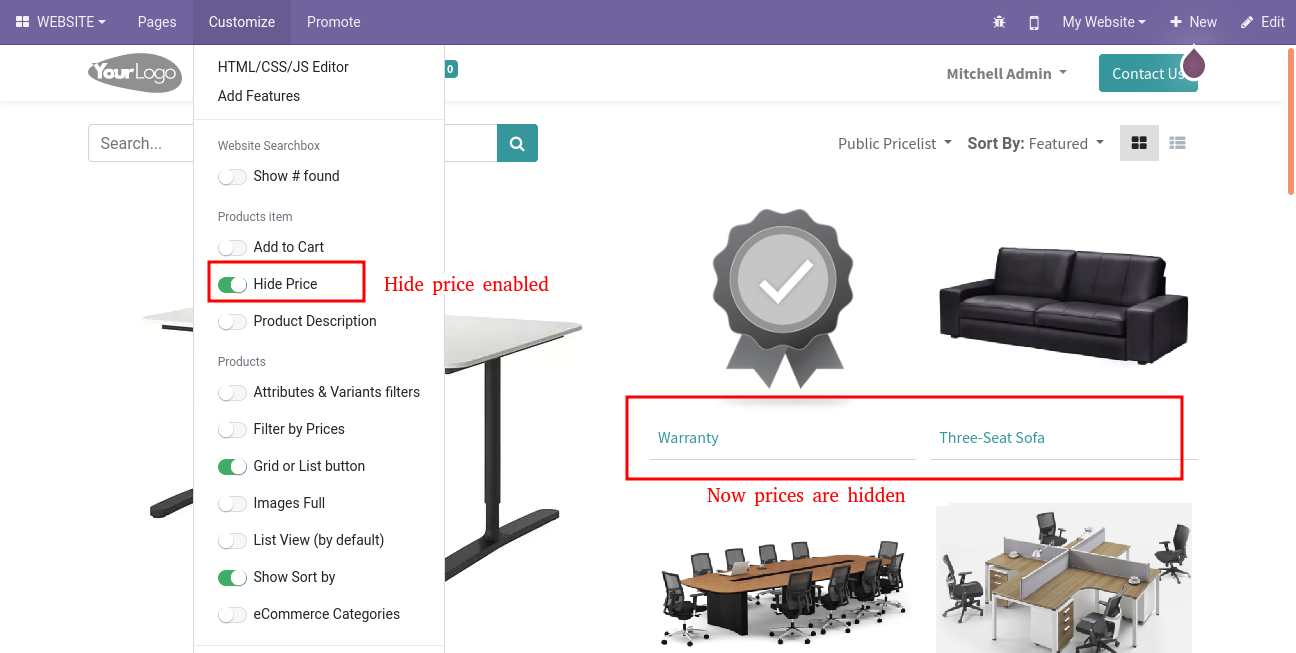 WEBSITE Pages Customize Promote My Website New Edit
YourLogo 0 Mitchell Admin Contact Us
HTML/CSS/JS Editor
Add Features
Search... Public Pricelist Sort By: Featured
Website Searchbox
Show # found
Products item
Add to Cart
Hide Price Hide price enabled
Product Description
Products
Attributes & Variants filters
Filter by Prices
Warranty Three-Seat Sofa
Grid or List button
Now prices are hidden
Images Full
List View (by default)
Show Sort by
eCommerce Categories